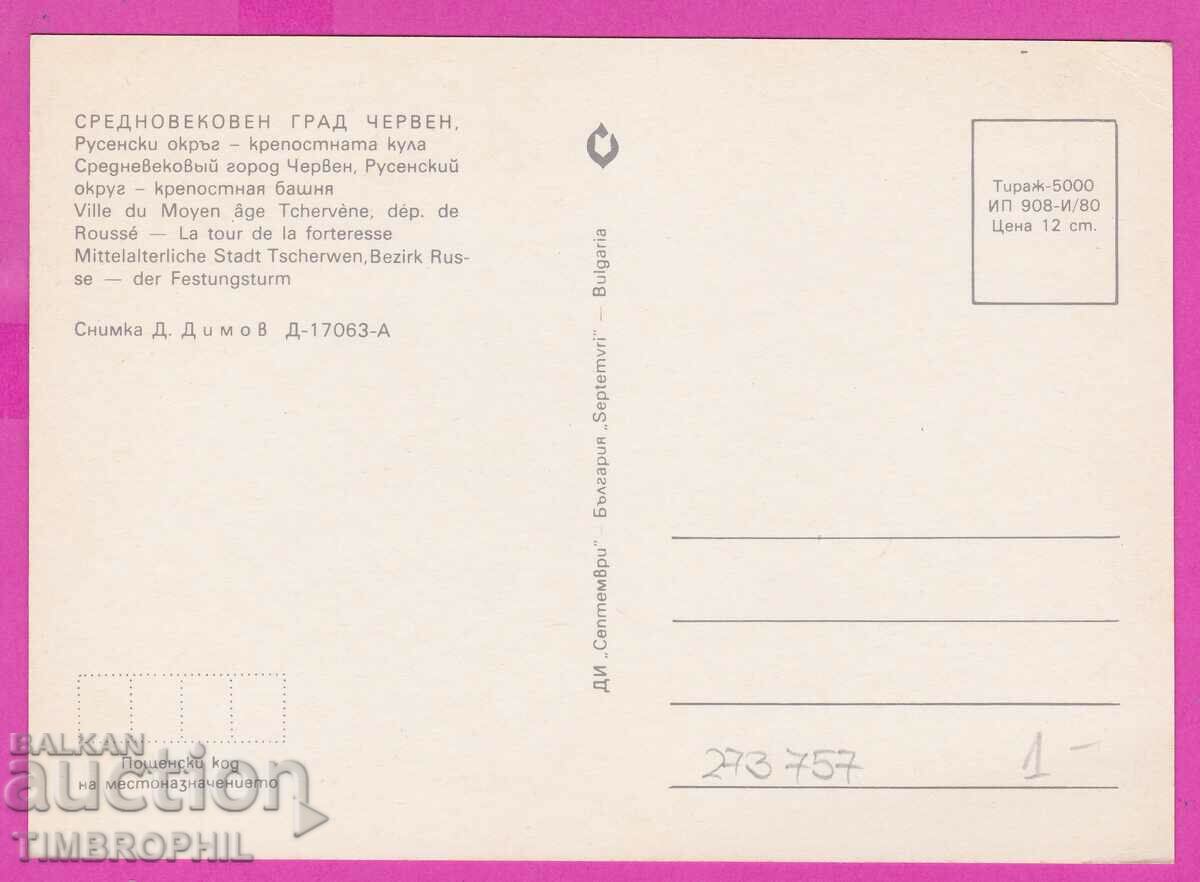 СРЕДНОВЕКОВЕН ГРАД ЧЕРВЕН,
Русенски окръг – крепостната кула
Средневековый город Червен, Русенский
округ – крепостная башня
Ville du Moyen âge Tchervène, dép. de
Roussé — La tour de la forteresse
Mittelalterliche Stadt Tscherwen, Bezirk Rus-
se — der Festungsturm
Снимка Д. Димов Д-17063-А
ДИ „Септември" – България „Septemvri" – Bulgaria
Тираж-5000
ИП 908-И/80
Цена 12 ст.
Пощенски код
на местоназначението
273757 1-
BALKAN
auction
TIMBROPHIL